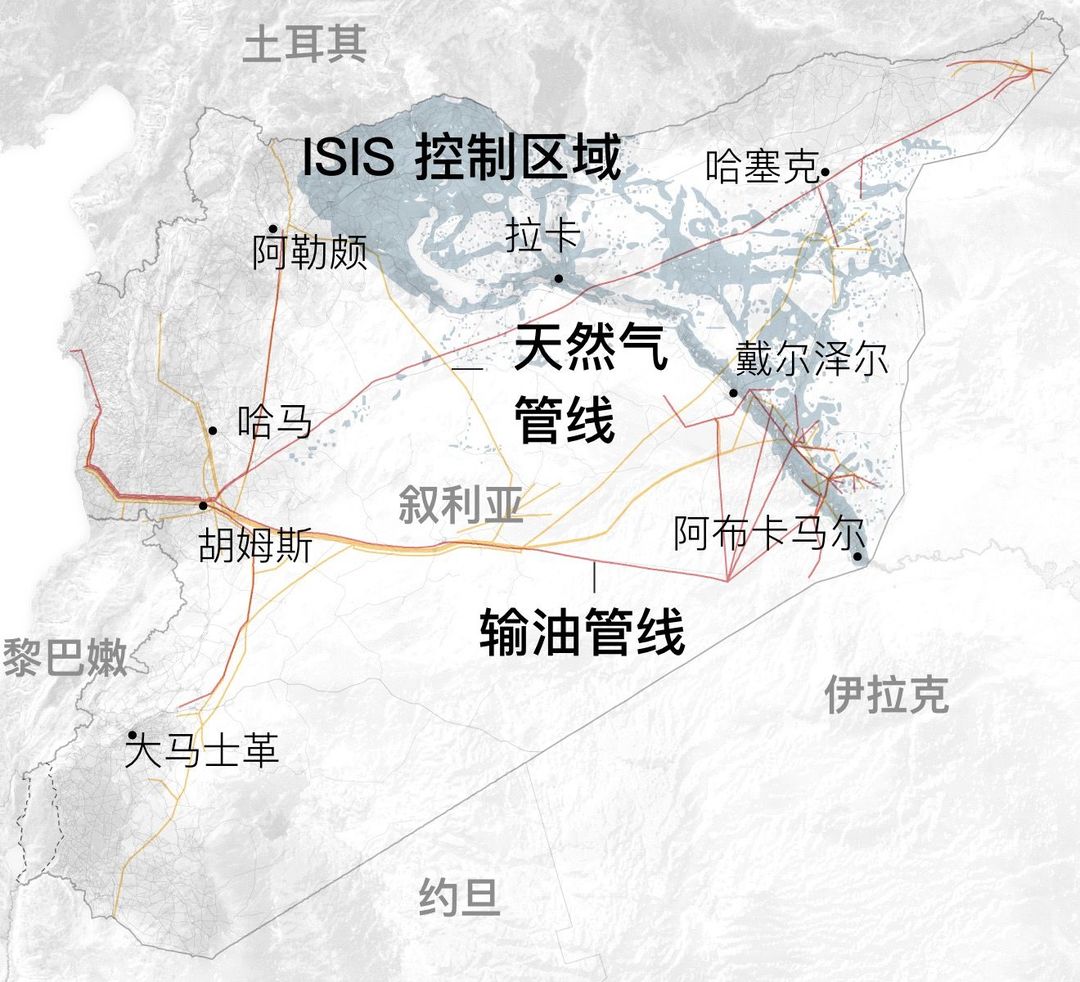 土耳其
ISIS 控制区域
哈塞克
拉卡
阿勒颇
天然气
管线
戴尔泽尔
哈马
叙利亚
阿布卡马尔
胡姆斯
输油管线
黎巴嫩
伊拉克
大马士革
约旦